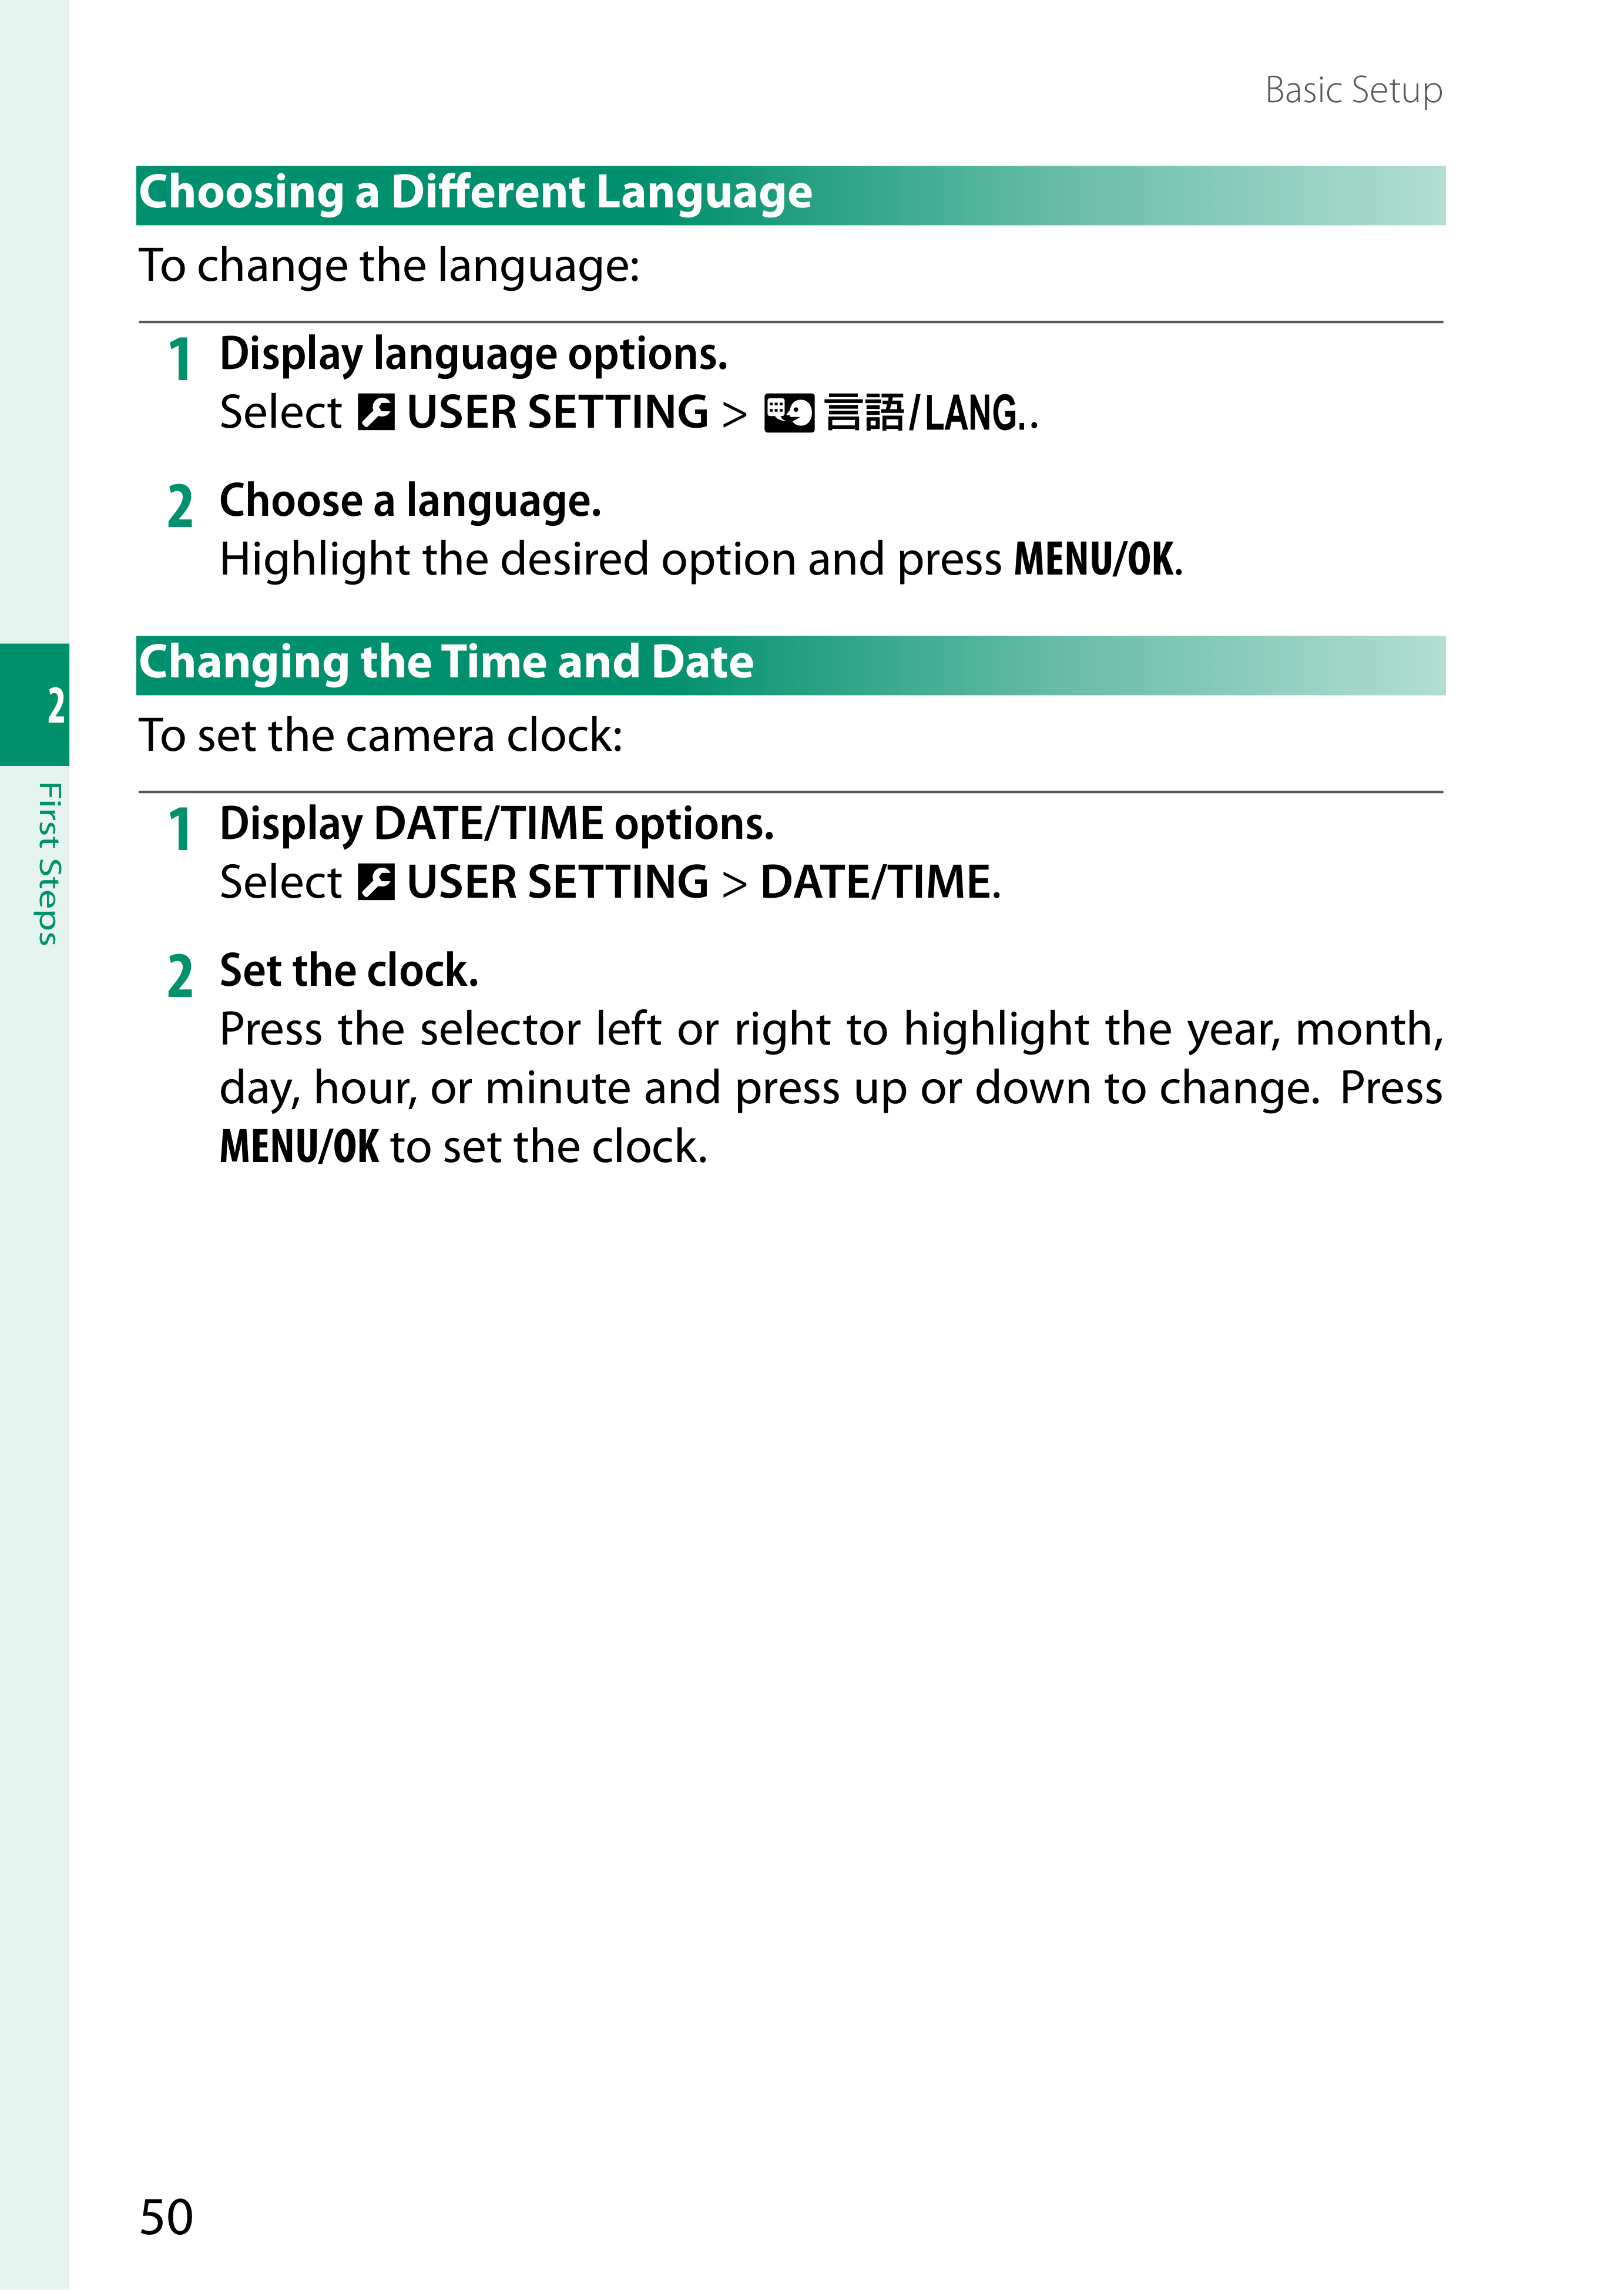 Basic Setup
Choosing a Different Language
To change the language:
1 Display language options.
Select USER SETTING > 言語/LANG..
2 Choose a language.
Highlight the desired option and press MENU/OK.
Changing the Time and Date
To set the camera clock:
1 Display DATE/TIME options.
Select USER SETTING > DATE/TIME.
2 Set the clock.
Press the selector left or right to highlight the year, month,
day, hour, or minute and press up or down to change. Press
MENU/OK to set the clock.
2
First Steps
50